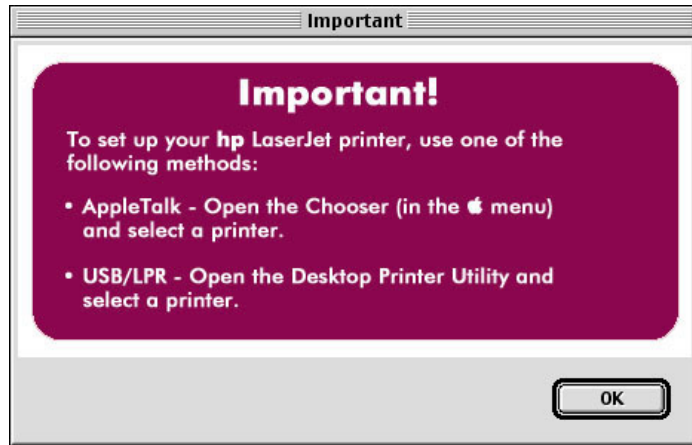 Important
Important!
To set up your hp LaserJet printer, use one of the
following methods:
• AppleTalk - Open the Chooser (in the  menu)
and select a printer.
• USB/LPR - Open the Desktop Printer Utility and
select a printer.
OK